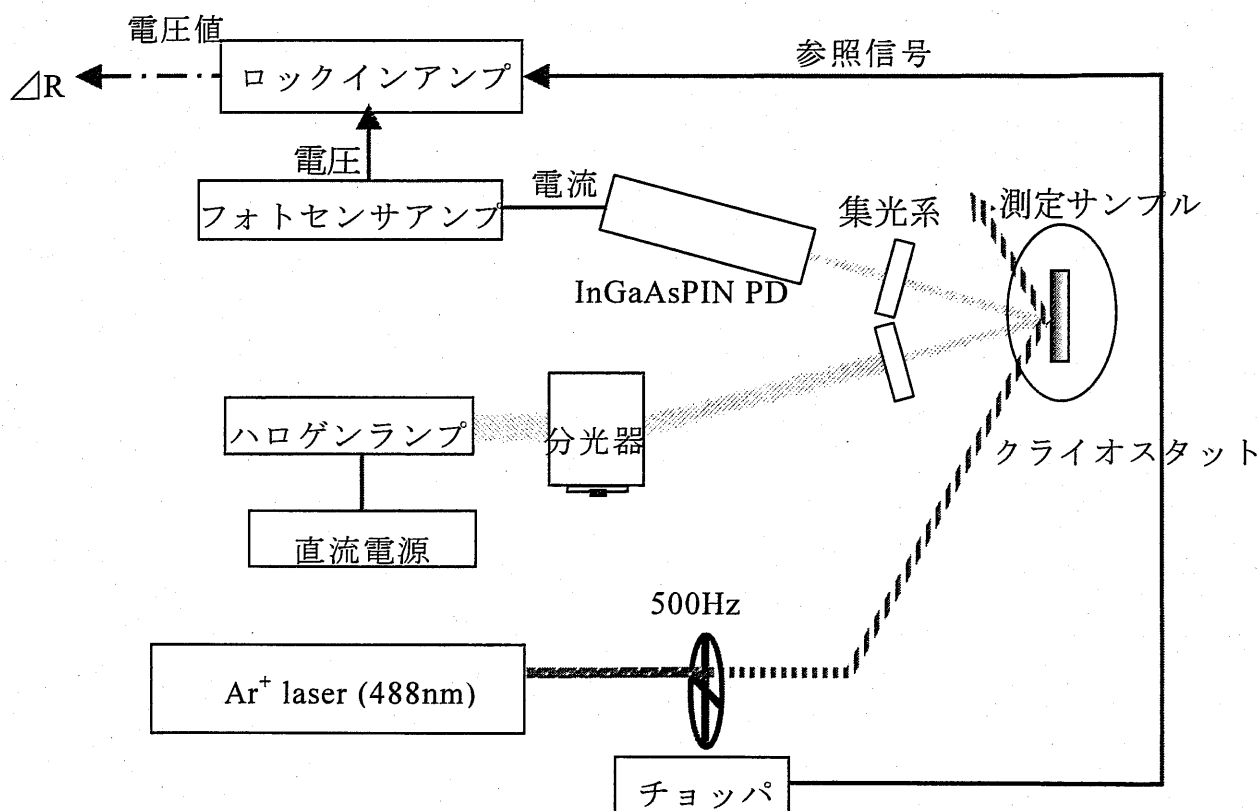 電圧値
参照信号
⊿R
ロックインアンプ
電圧
電流
フォトセンサアンプ
集光系
測定サンプル
InGaAsPIN PD
ハロゲンランプ
分光器
クライオスタット
直流電源
500Hz
Ar⁺ laser (488nm)
チョッパ